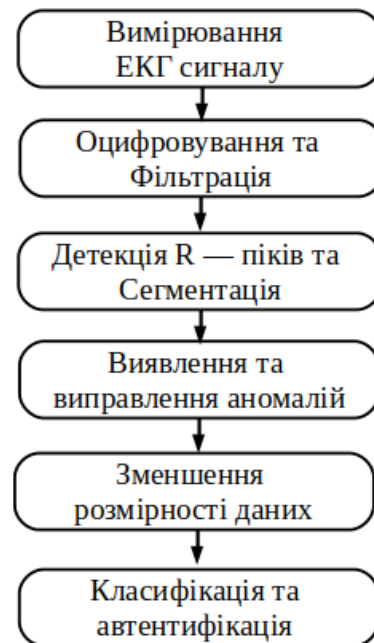 Вимірювання
ЕКГ сигналу
Оцифровування та
Фільтрація
Детекція R — піків та
Сегментація
Виявлення та
виправлення аномалій
Зменшення
розмірності даних
Класифікація та
автентифікація